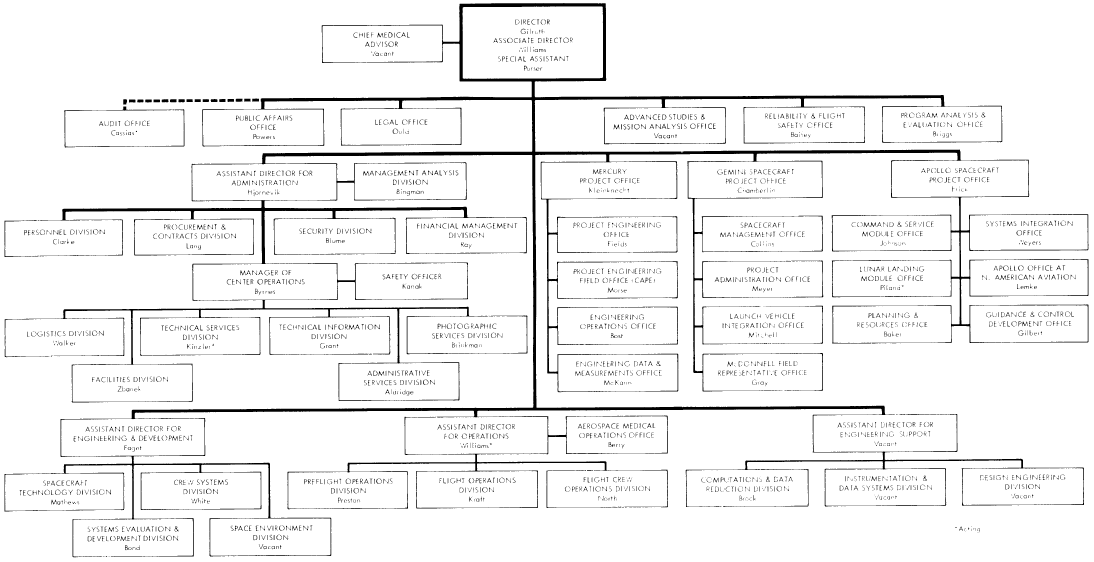 DIRECTOR
Gilruth
ASSOCIATE DIRECTOR
Williams
SPECIAL ASSISTANT
Purser
CHIEF MEDICAL
ADVISOR
Vacant
AUDIT OFFICE
Cassias*
PUBLIC AFFAIRS
OFFICE
Powers
LEGAL OFFICE
Ould
ADVANCED STUDIES &
MISSION ANALYSIS OFFICE
Vacant
RELIABILITY & FLIGHT
SAFETY OFFICE
Bailey
PROGRAM ANALYSIS &
EVALUATION OFFICE
Briggs
ASSISTANT DIRECTOR FOR
ADMINISTRATION
Hjornevik
MANAGEMENT ANALYSIS
DIVISION
Bingman
MERCURY
PROJECT OFFICE
Kleinknecht
GEMINI SPACECRAFT
PROJECT OFFICE
Chamberlin
APOLLO SPACECRAFT
PROJECT OFFICE
Frick
PERSONNEL DIVISION
Clarke
PROCUREMENT &
CONTRACTS DIVISION
Lang
SECURITY DIVISION
Blume
FINANCIAL MANAGEMENT
DIVISION
Ray
PROJECT ENGINEERING
OFFICE
Fields
SPACECRAFT
MANAGEMENT OFFICE
Collins
COMMAND & SERVICE
MODULE OFFICE
Johnson
SYSTEMS INTEGRATION
OFFICE
Meyers
MANAGER OF
CENTER OPERATIONS
Byrnes
SAFETY OFFICER
Kanak
PROJECT ENGINEERING
FIELD OFFICE (CAPE)
Morse
PROJECT
ADMINISTRATION OFFICE
Meyer
LUNAR LANDING
MODULE OFFICE
Piland*
APOLLO OFFICE AT
N. AMERICAN AVIATION
Lemke
LOGISTICS DIVISION
Walker
TECHNICAL SERVICES
DIVISION
Kinzler*
TECHNICAL INFORMATION
DIVISION
Grant
PHOTOGRAPHIC
SERVICES DIVISION
Brinkman
ENGINEERING
OPERATIONS OFFICE
Bost
LAUNCH VEHICLE
INTEGRATION OFFICE
Mitchell
PLANNING &
RESOURCES OFFICE
Baker
GUIDANCE & CONTROL
DEVELOPMENT OFFICE
Gilbert
FACILITIES DIVISION
Zbanek
ADMINISTRATIVE
SERVICES DIVISION
Aldridge
ENGINEERING DATA &
MEASUREMENTS OFFICE
McKann
McDONNELL FIELD
REPRESENTATIVE OFFICE
Gray
ASSISTANT DIRECTOR FOR
ENGINEERING & DEVELOPMENT
Faget
ASSISTANT DIRECTOR
FOR OPERATIONS
Williams*
AEROSPACE MEDICAL
OPERATIONS OFFICE
Berry
ASSISTANT DIRECTOR FOR
ENGINEERING SUPPORT
Vacant
SPACECRAFT
TECHNOLOGY DIVISION
Mathews
CREW SYSTEMS
DIVISION
White
PREFLIGHT OPERATIONS
DIVISION
Preston
FLIGHT OPERATIONS
DIVISION
Kraft
FLIGHT CREW
OPERATIONS DIVISION
North
COMPUTATIONS & DATA
REDUCTION DIVISION
Brock
INSTRUMENTATION &
DATA SYSTEMS DIVISION
Vacant
DESIGN ENGINEERING
DIVISION
Vacant
SYSTEMS EVALUATION &
DEVELOPMENT DIVISION
Bond
SPACE ENVIRONMENT
DIVISION
Vacant
*Acting